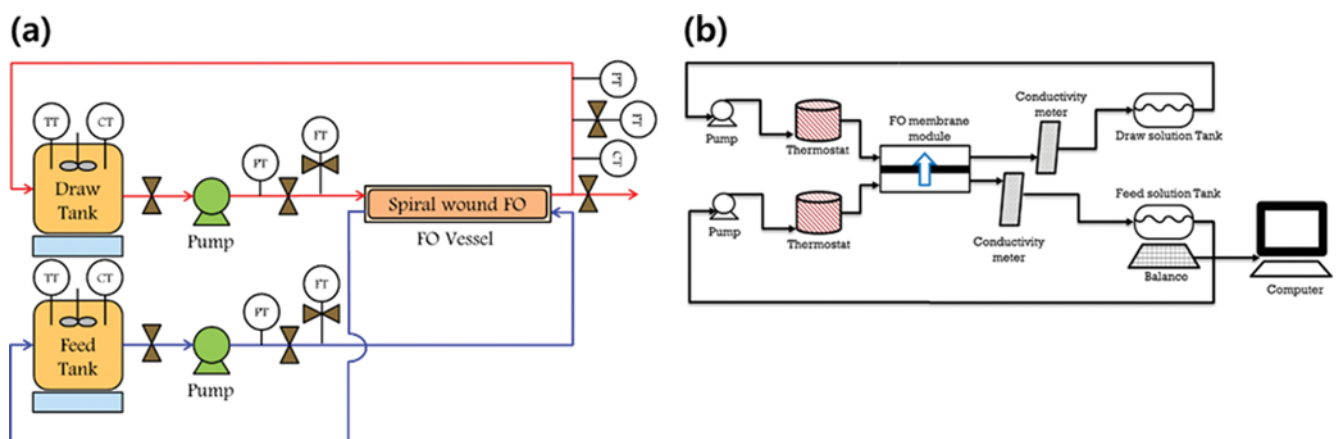 (a)
TT
CT
Draw
Tank
Pump
PT
FT
Spiral wound FO
FO Vessel
PT
FT
CT
TT
CT
Feed
Tank
Pump
PT
FT
(b)
Pump
Thermostat
FO membrane
module
Conductivity
meter
Draw solution Tank
Pump
Thermostat
Conductivity
meter
Feed solution Tank
Balance
Computer